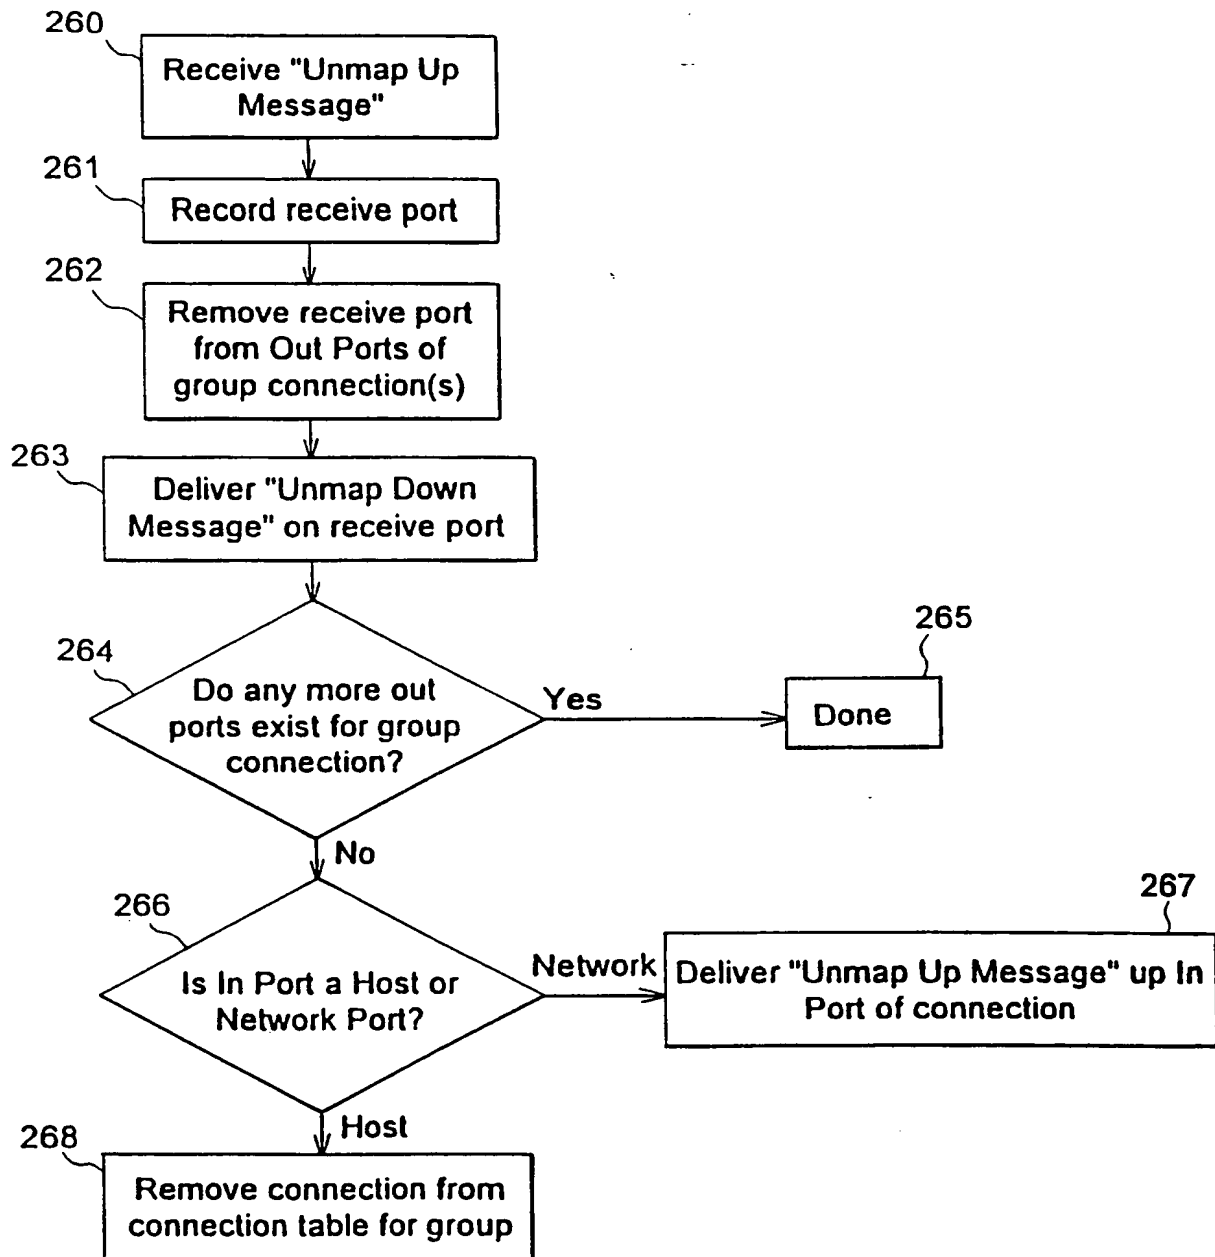 260
Receive "Unmap Up
Message"
261
Record receive port
262
Remove receive port
from Out Ports of
group connection(s)
263
Deliver "Unmap Down
Message" on receive port
264
Do any more out
ports exist for group
connection?
Yes
265
Done
No
266
Is In Port a Host or
Network Port?
Network
267
Deliver "Unmap Up Message" up In
Port of connection
Host
268
Remove connection from
connection table for group